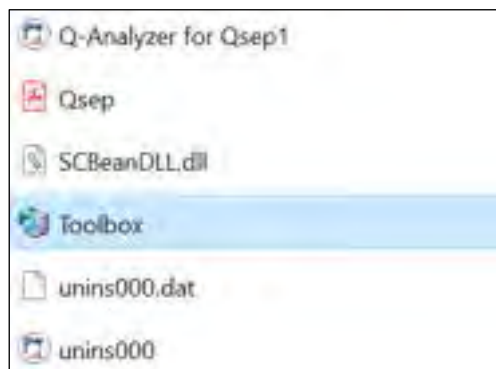 Q-Analyzer for Qsep1
Qsep
SCBeanDLL.dll
Toolbox
unins000.dat
unins000